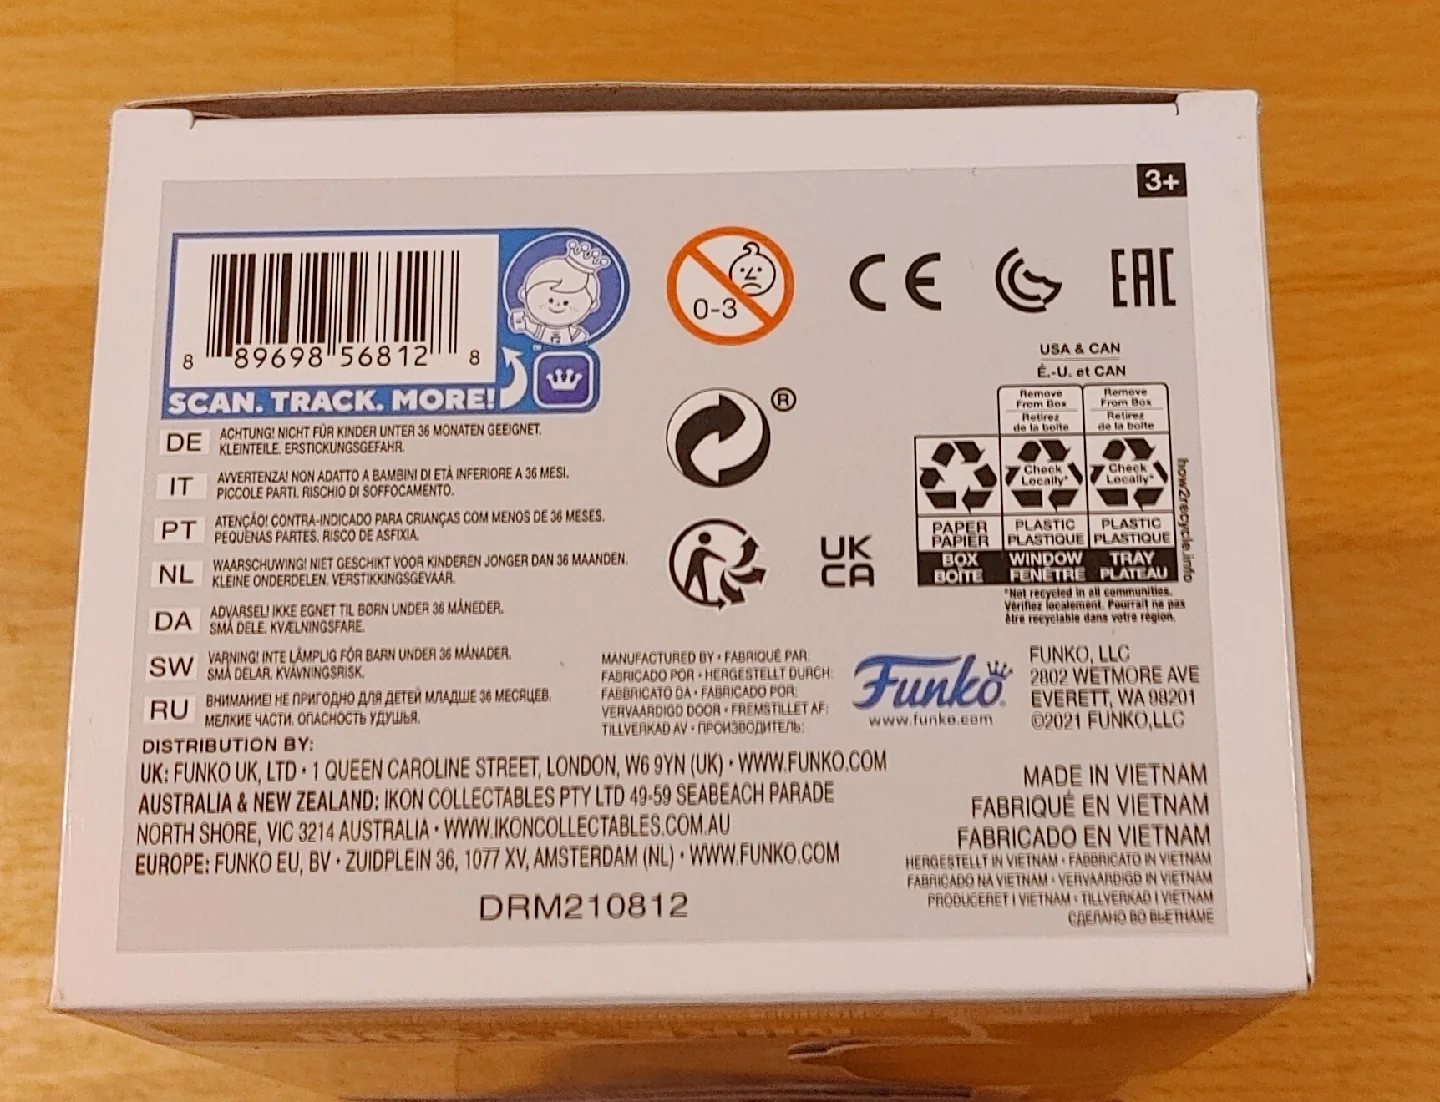 3+
8 89698 56812 8
SCAN. TRACK. MORE!
0-3
CE
EAC
DE ACHTUNG! NICHT FÜR KINDER UNTER 36 MONATEN GEEIGNET.
KLEINTEILE. ERSTICKUNGSGEFAHR.
IT AVVERTENZA! NON ADATTO A BAMBINI DI ETÀ INFERIORE A 36 MESI.
PICCOLE PARTI. RISCHIO DI SOFFOCAMENTO.
PT ATENÇÃO! CONTRA-INDICADO PARA CRIANÇAS COM MENOS DE 36 MESES.
PEQUENAS PARTES. RISCO DE ASFIXIA.
NL WAARSCHUWING! NIET GESCHIKT VOOR KINDEREN JONGER DAN 36 MAANDEN.
KLEINE ONDERDELEN. VERSTIKKINGSGEVAAR.
DA ADVARSEL! IKKE EGNET TIL BØRN UNDER 36 MÅNEDER.
SMÅ DELE. KVÆLNINGSFARE.
SW VARNING! INTE LÄMPLIG FÖR BARN UNDER 36 MÅNADER.
SMÅ DELAR. KVÄVNINGSRISK.
RU ВНИМАНИЕ! НЕ ПРИГОДНО ДЛЯ ДЕТЕЙ МЛАДШЕ 36 МЕСЯЦЕВ.
МЕЛКИЕ ЧАСТИ. ОПАСНОСТЬ УДУШЬЯ.
®
UK
CA
USA & CAN
É.-U. et CAN
Remove
From Box
Retirez
de la boîte
Remove
From Box
Retirez
de la boîte
Check
Locally*
Check
Locally*
PAPER
PAPIER
PLASTIC
PLASTIQUE
PLASTIC
PLASTIQUE
BOX
BOÎTE
WINDOW
FENÊTRE
TRAY
PLATEAU
how2recycle.info
*Not recycled in all communities.
Vérifiez localement. Pourrait ne pas
être recyclable dans votre région.
MANUFACTURED BY • FABRIQUÉ PAR:
FABRICADO POR • HERGESTELLT DURCH:
FABBRICATO DA • FABRICADO POR:
VERVAARDIGD DOOR • FREMSTILLET AF:
TILLVERKAD AV • ПРОИЗВОДИТЕЛЬ:
Funko
www.funko.com
FUNKO, LLC
2802 WETMORE AVE
EVERETT, WA 98201
©2021 FUNKO,LLC
DISTRIBUTION BY:
UK: FUNKO UK, LTD • 1 QUEEN CAROLINE STREET, LONDON, W6 9YN (UK) • WWW.FUNKO.COM
AUSTRALIA & NEW ZEALAND: IKON COLLECTABLES PTY LTD 49-59 SEABEACH PARADE
NORTH SHORE, VIC 3214 AUSTRALIA • WWW.IKONCOLLECTABLES.COM.AU
EUROPE: FUNKO EU, BV • ZUIDPLEIN 36, 1077 XV, AMSTERDAM (NL) • WWW.FUNKO.COM
DRM210812
MADE IN VIETNAM
FABRIQUÉ EN VIETNAM
FABRICADO EN VIETNAM
HERGESTELLT IN VIETNAM • FABBRICATO IN VIETNAM
FABRICADO NA VIETNAM • VERVAARDIGD IN VIETNAM
PRODUCERET I VIETNAM • TILLVERKAD I VIETNAM
СДЕЛАНО ВО ВЬЕТНАМЕ